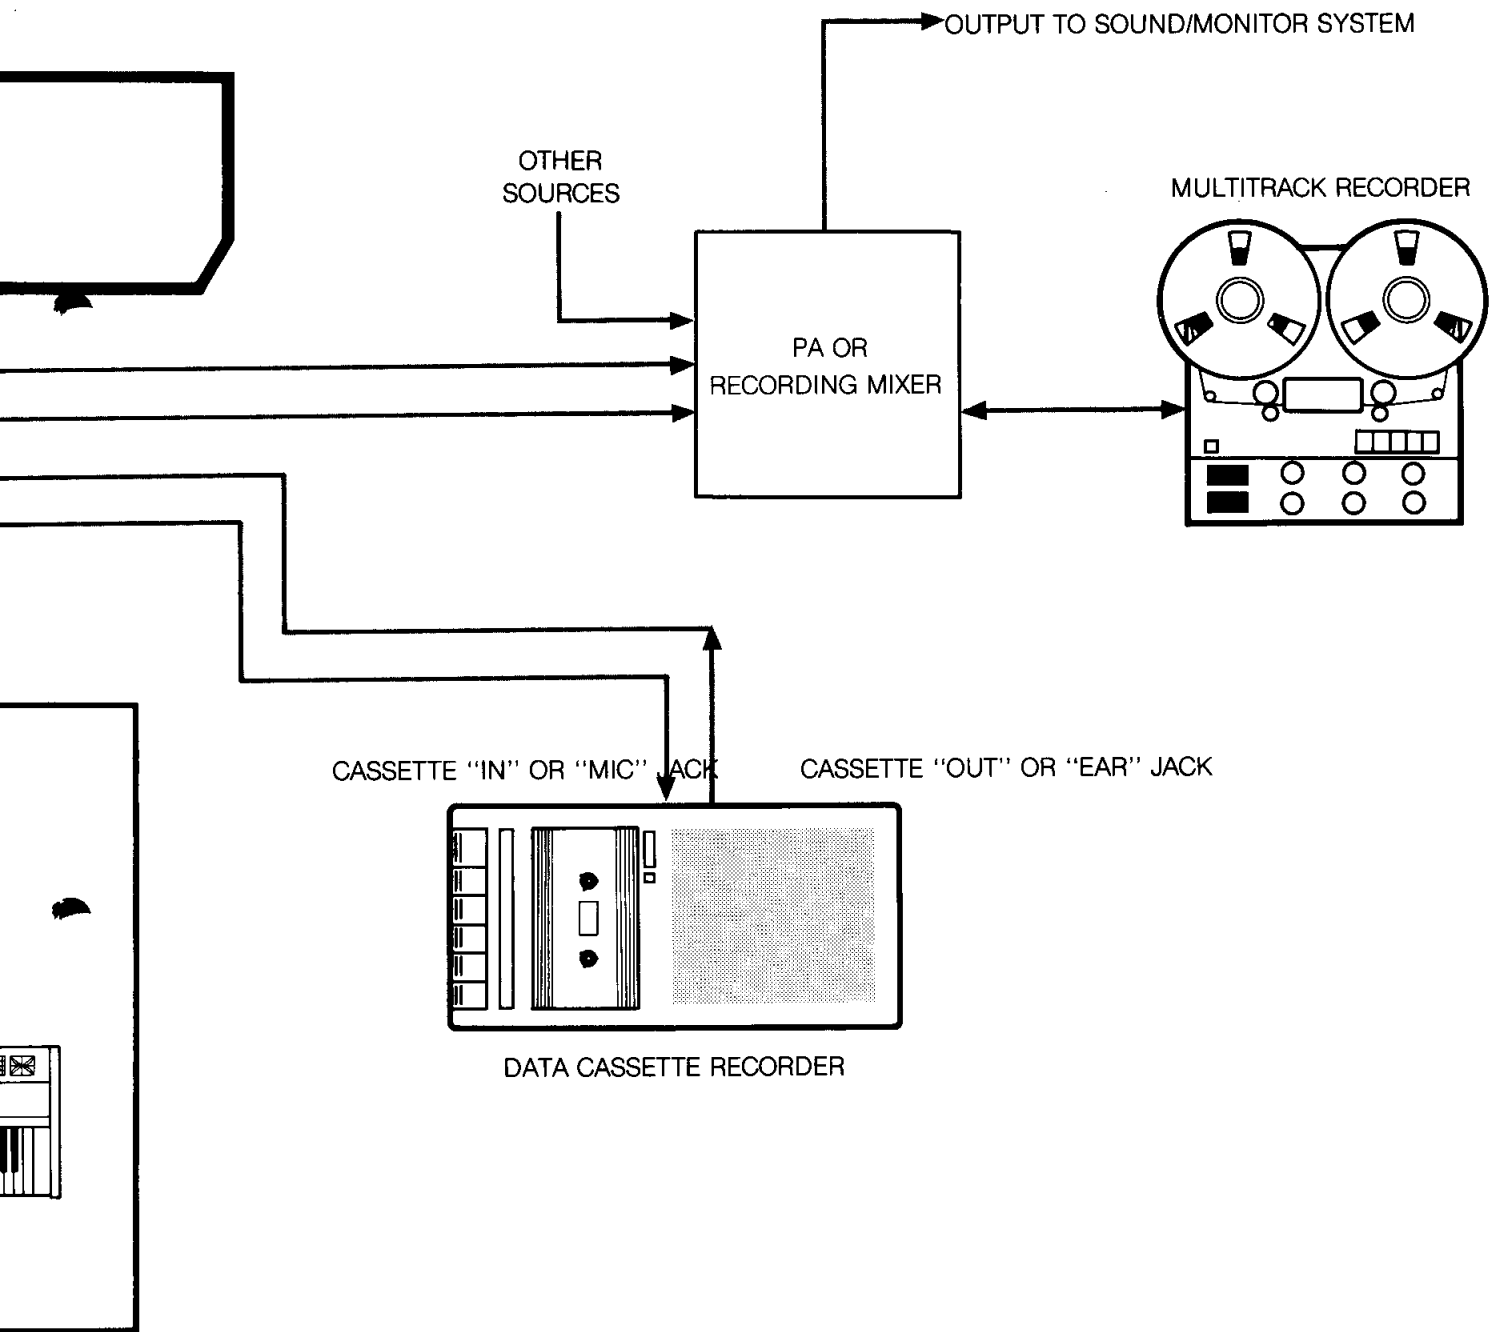 OUTPUT TO SOUND/MONITOR SYSTEM
OTHER
SOURCES
MULTITRACK RECORDER
PA OR
RECORDING MIXER
CASSETTE “IN” OR “MIC” JACK
CASSETTE “OUT” OR “EAR” JACK
DATA CASSETTE RECORDER